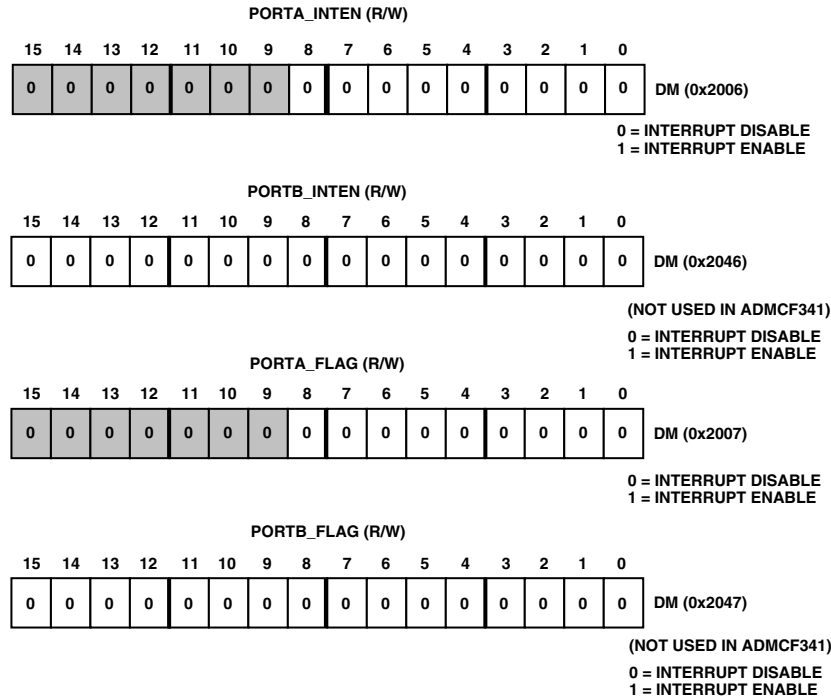 PORTA_INTEN (R/W)
15 14 13 12 11 10 9 8 7 6 5 4 3 2 1 0
0 0 0 0 0 0 0 0 0 0 0 0 0 0 0 0 DM (0x2006)
0 = INTERRUPT DISABLE
1 = INTERRUPT ENABLE
PORTB_INTEN (R/W)
15 14 13 12 11 10 9 8 7 6 5 4 3 2 1 0
0 0 0 0 0 0 0 0 0 0 0 0 0 0 0 0 DM (0x2046)
(NOT USED IN ADMCF341)
0 = INTERRUPT DISABLE
1 = INTERRUPT ENABLE
PORTA_FLAG (R/W)
15 14 13 12 11 10 9 8 7 6 5 4 3 2 1 0
0 0 0 0 0 0 0 0 0 0 0 0 0 0 0 0 DM (0x2007)
0 = INTERRUPT DISABLE
1 = INTERRUPT ENABLE
PORTB_FLAG (R/W)
15 14 13 12 11 10 9 8 7 6 5 4 3 2 1 0
0 0 0 0 0 0 0 0 0 0 0 0 0 0 0 0 DM (0x2047)
(NOT USED IN ADMCF341)
0 = INTERRUPT DISABLE
1 = INTERRUPT ENABLE